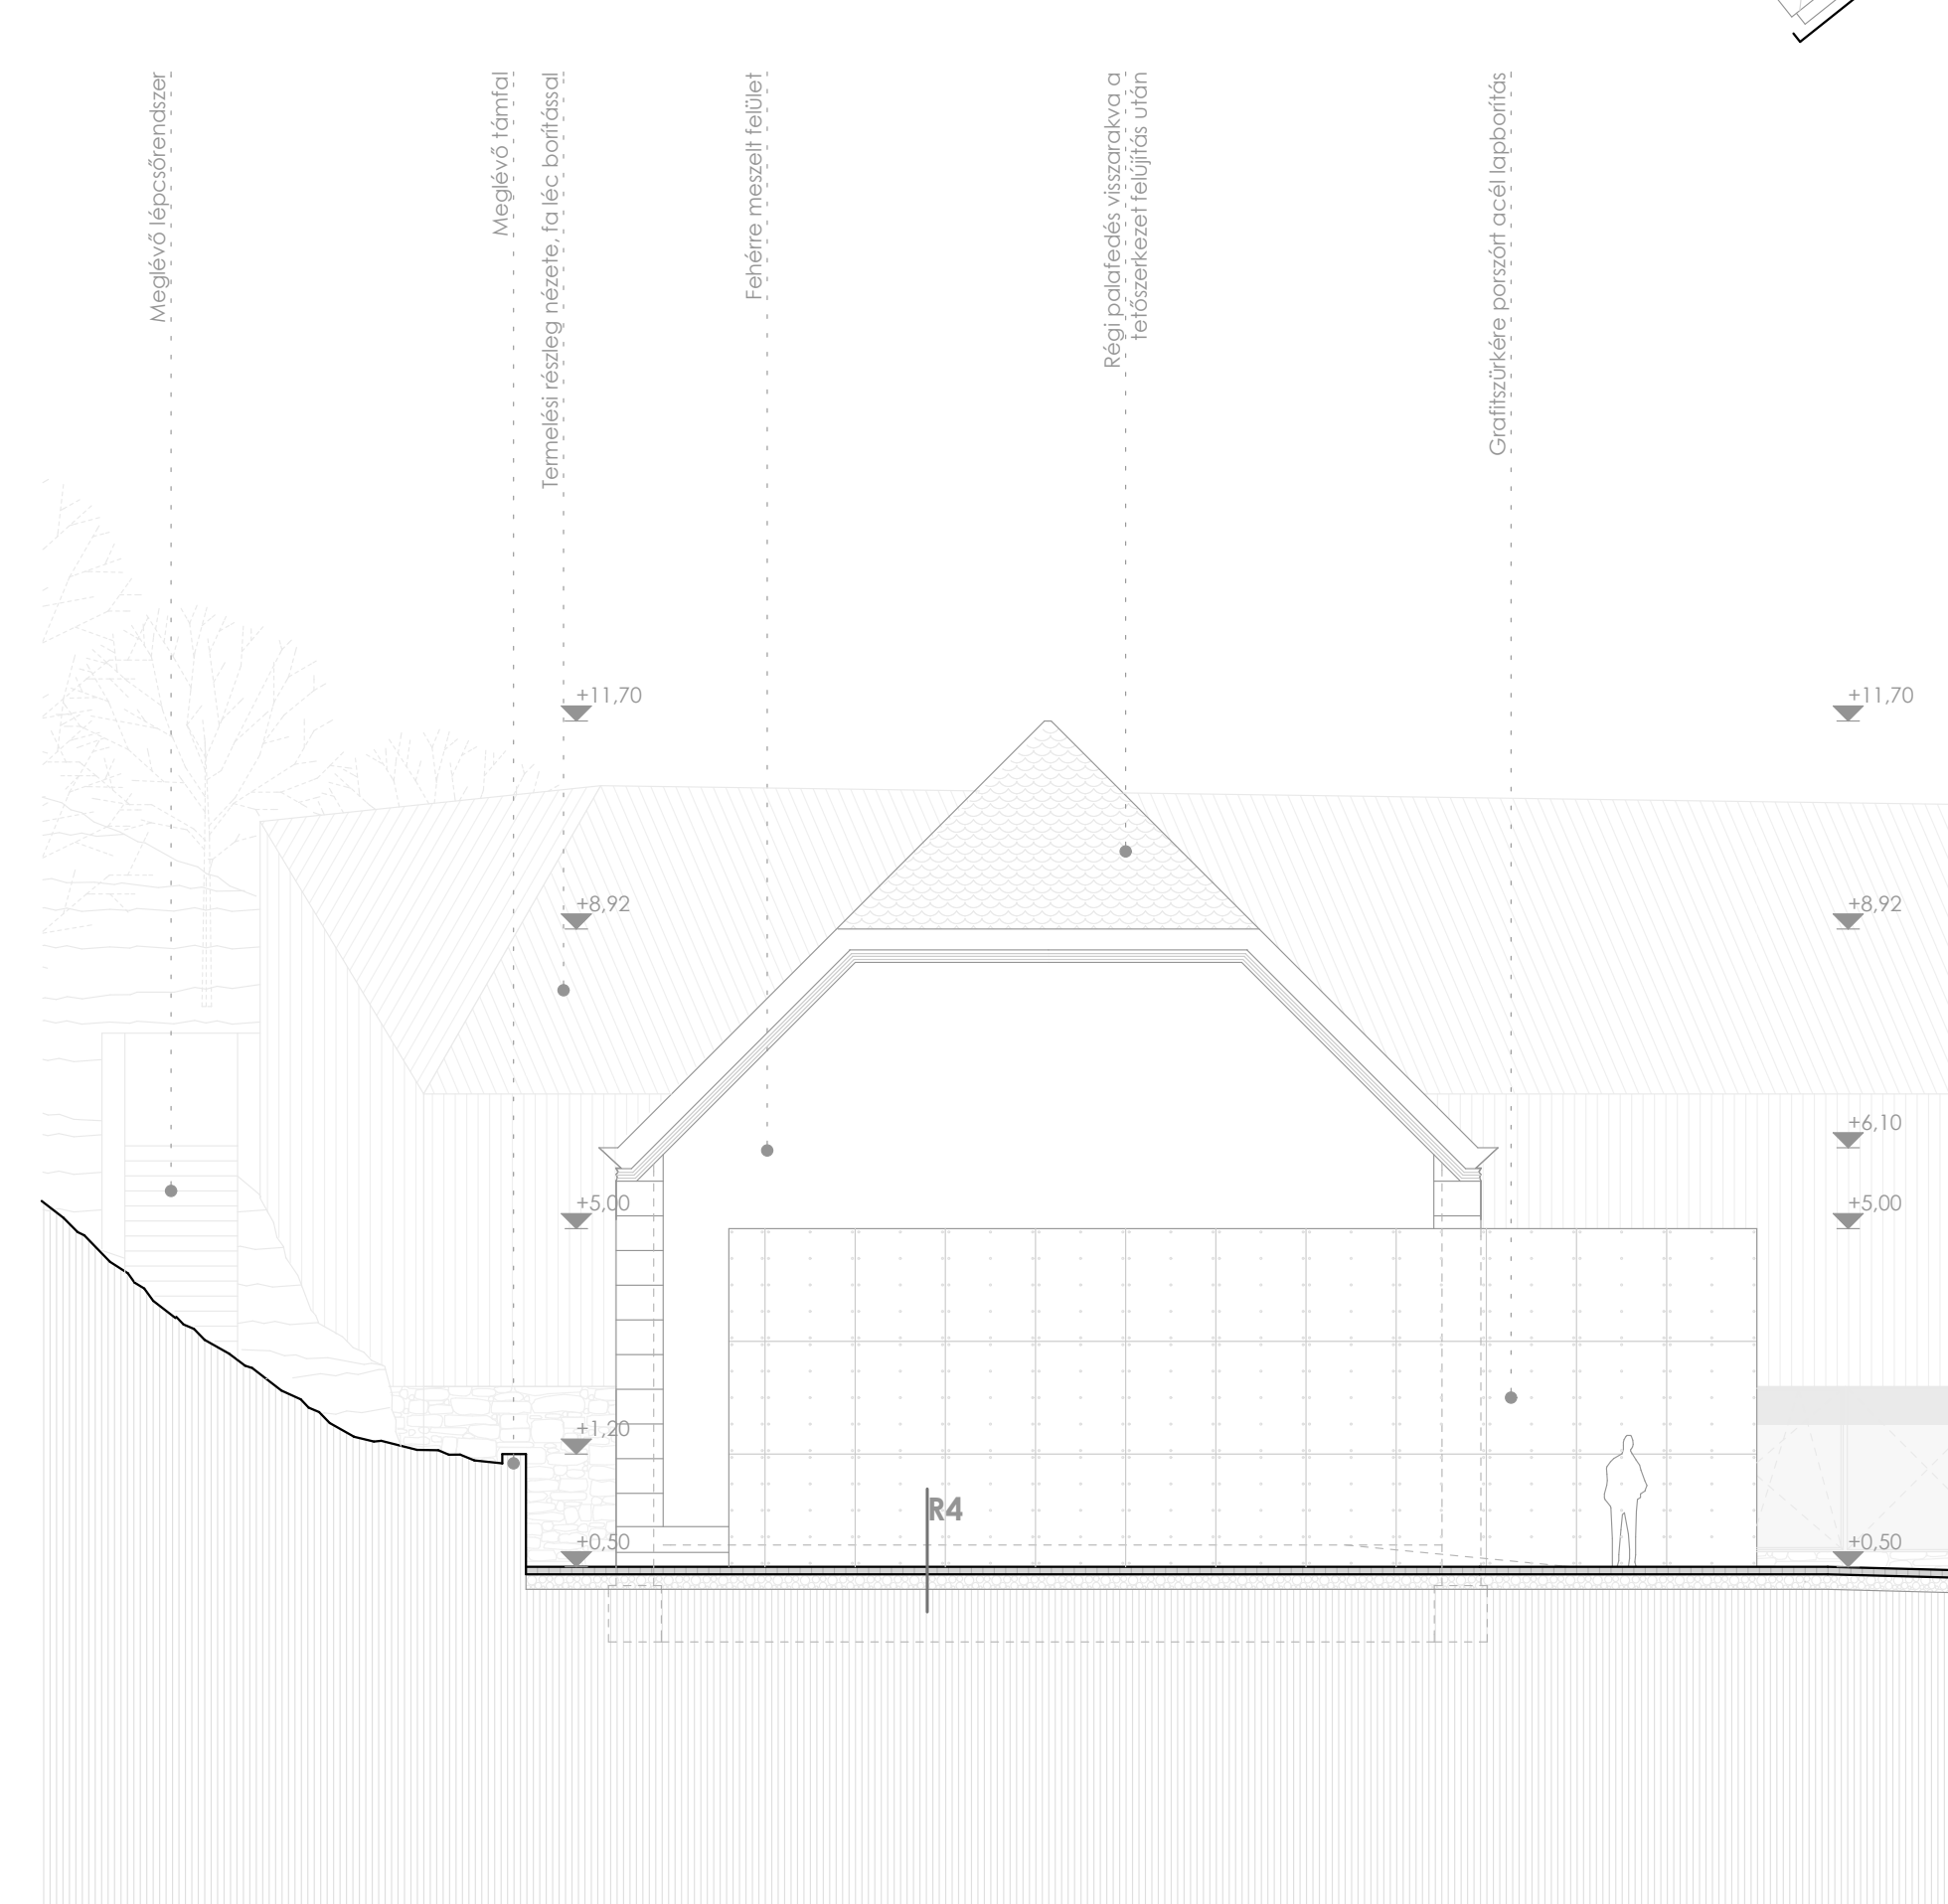 Meglévő lépcsőrendszer
Meglévő támfal
Termelési részleg nézete, fa léc borítással
Fehérre meszelt felület
Régi palafedés visszarakva a
tetőszerkezet felújítás után
Grafitszürkére porszórt acél lapborítás
+11,70
+11,70
+8,92
+8,92
+6,10
+5,00
+5,00
+1,20
R4
+0,50
+0,50